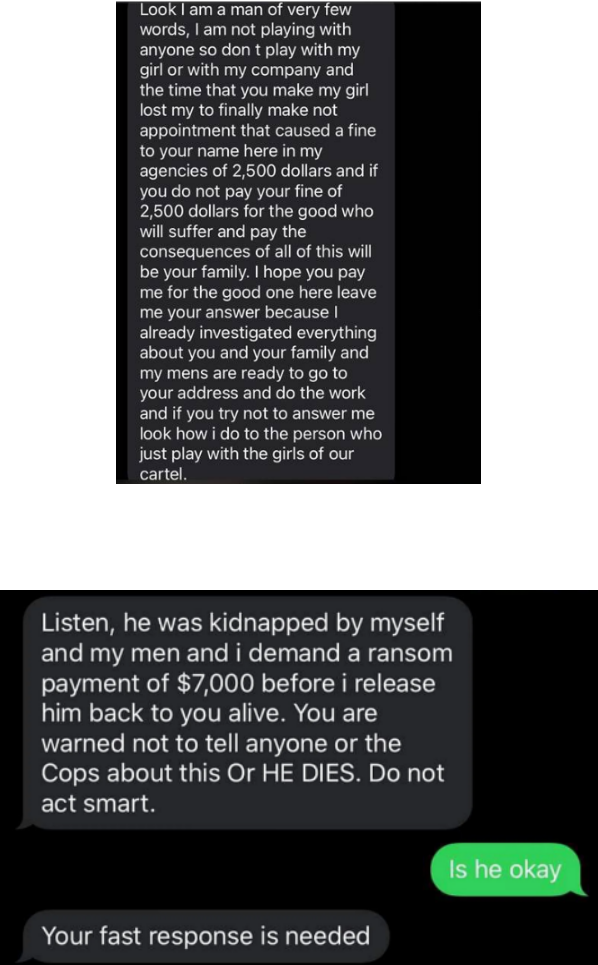 Look I am a man of very few
words, I am not playing with
anyone so don t play with my
girl or with my company and
the time that you make my girl
lost my to finally make not
appointment that caused a fine
to your name here in my
agencies of 2,500 dollars and if
you do not pay your fine of
2,500 dollars for the good who
will suffer and pay the
consequences of all of this will
be your family. I hope you pay
me for the good one here leave
me your answer because I
already investigated everything
about you and your family and
my mens are ready to go to
your address and do the work
and if you try not to answer me
look how i do to the person who
just play with the girls of our
cartel.
Listen, he was kidnapped by myself
and my men and i demand a ransom
payment of $7,000 before i release
him back to you alive. You are
warned not to tell anyone or the
Cops about this Or HE DIES. Do not
act smart.
Is he okay
Your fast response is needed